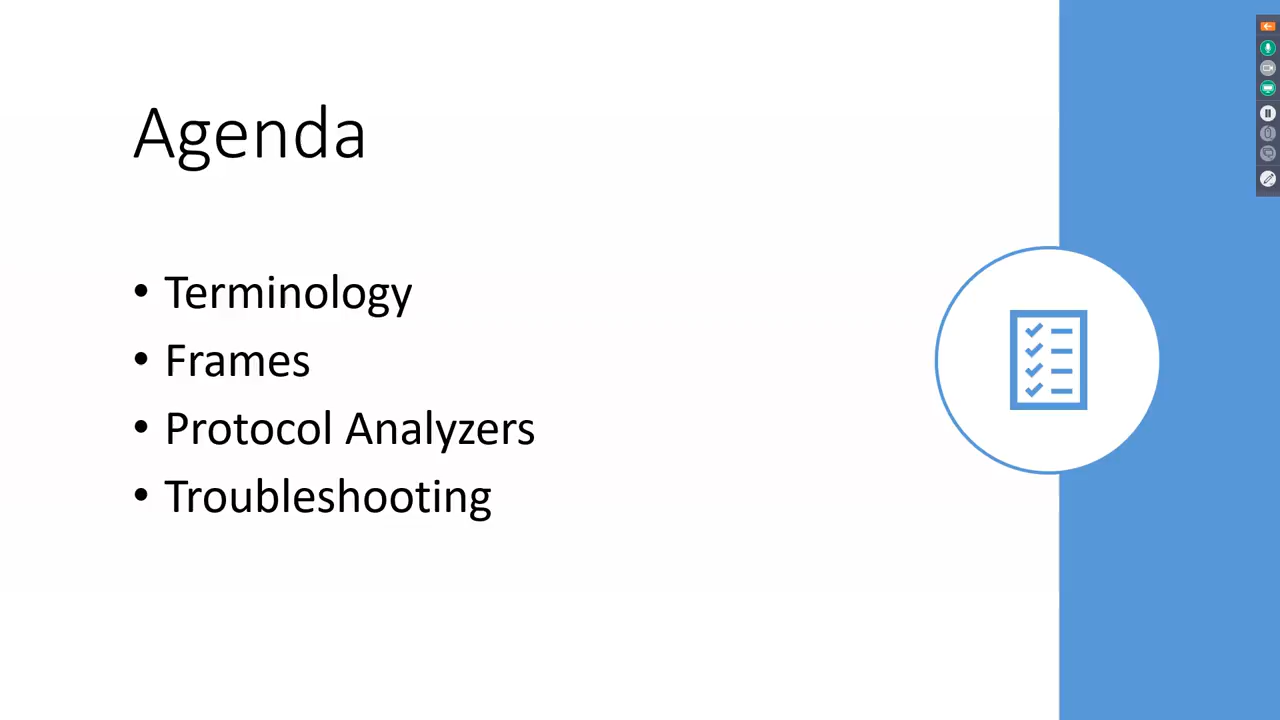 Agenda
• Terminology
• Frames
• Protocol Analyzers
• Troubleshooting